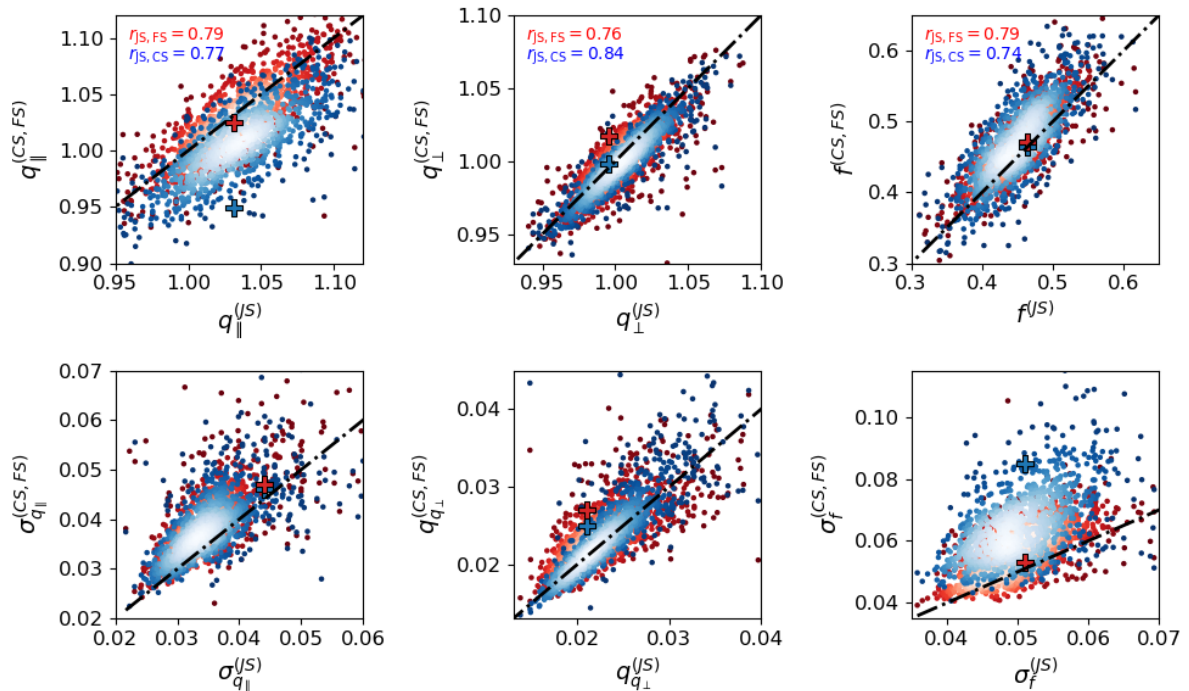 r_JS,FS = 0.79
r_JS,CS = 0.77
1.10
1.05
1.00
0.95
0.90
q_∥^(CS, FS)
0.95 1.00 1.05 1.10
q_∥^(JS)
r_JS,FS = 0.76
r_JS,CS = 0.84
1.10
1.05
1.00
0.95
q_⊥^(CS, FS)
0.95 1.00 1.05 1.10
q_⊥^(JS)
r_JS,FS = 0.79
r_JS,CS = 0.74
0.6
0.5
0.4
0.3
f^(CS, FS)
0.3 0.4 0.5 0.6
f^(JS)
0.07
0.06
0.05
0.04
0.03
0.02
σ_q_∥^(CS, FS)
0.02 0.03 0.04 0.05 0.06
σ_q_∥^(JS)
0.04
0.03
0.02
q_q_⊥^(CS, FS)
0.02 0.03 0.04
q_q_⊥^(JS)
0.10
0.08
0.06
0.04
σ_f^(CS, FS)
0.04 0.05 0.06 0.07
σ_f^(JS)